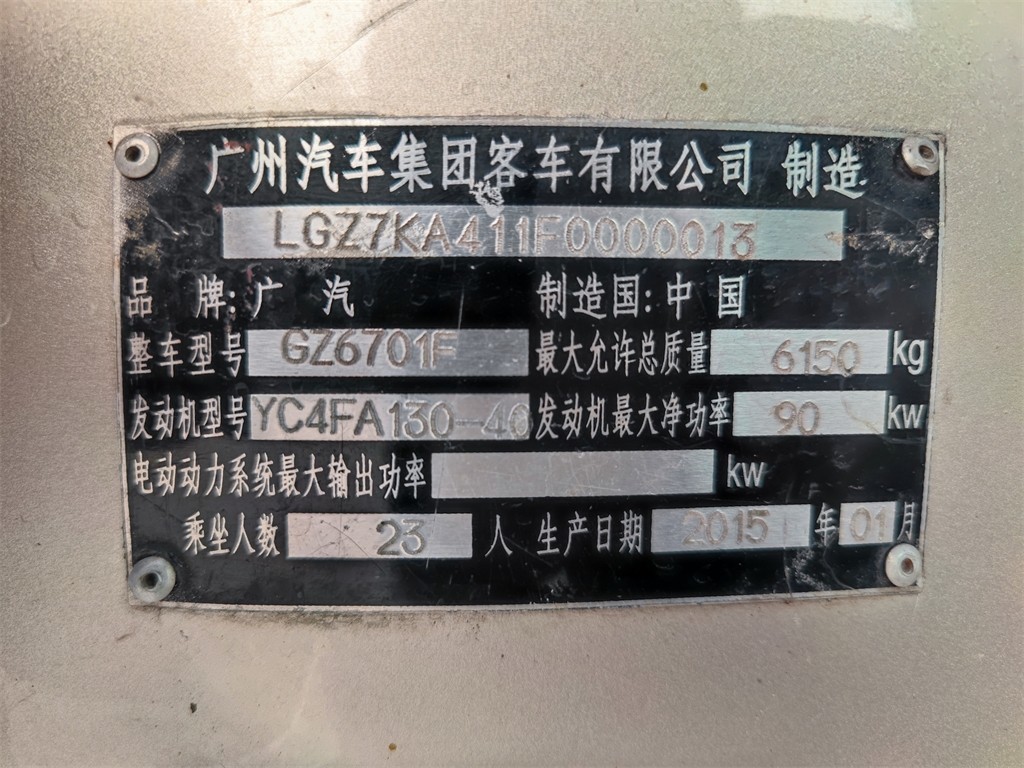 广州汽车集团客车有限公司 制造
LGZ7KA411F0000013
品 牌:广 汽 制造国:中 国
整车型号 GZ6701F 最大允许总质量 6150 kg
发动机型号 YC4FA130-40 发动机最大净功率 90 kw
电动动力系统最大输出功率 kw
乘坐人数 23 人 生产日期 2015 年 01 月